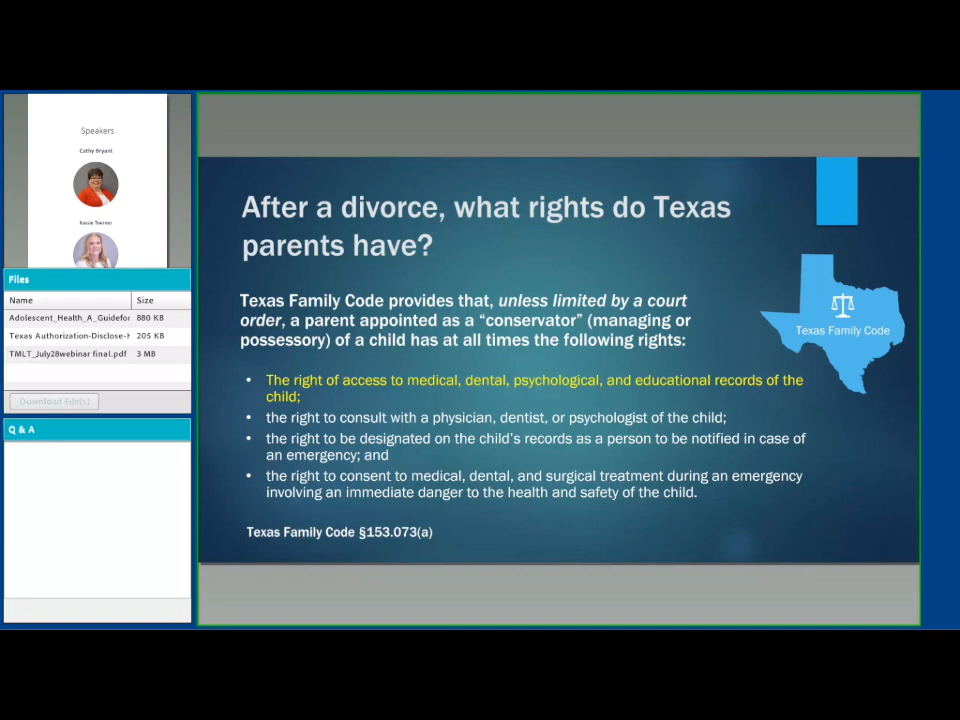 Speakers
Cathy Bryant
Kassie Toerner
Files
Name Size
Adolescent_Health_A_Guidefor 880 KB
Texas Authorization-Disclose-H 205 KB
TMLT_July28webinar final.pdf 3 MB
Download File(s)
Q & A
After a divorce, what rights do Texas
parents have?
Texas Family Code provides that, unless limited by a court
order, a parent appointed as a “conservator” (managing or
possessory) of a child has at all times the following rights:
• The right of access to medical, dental, psychological, and educational records of the
child;
• the right to consult with a physician, dentist, or psychologist of the child;
• the right to be designated on the child’s records as a person to be notified in case of
an emergency; and
• the right to consent to medical, dental, and surgical treatment during an emergency
involving an immediate danger to the health and safety of the child.
Texas Family Code §153.073(a)
Texas Family Code